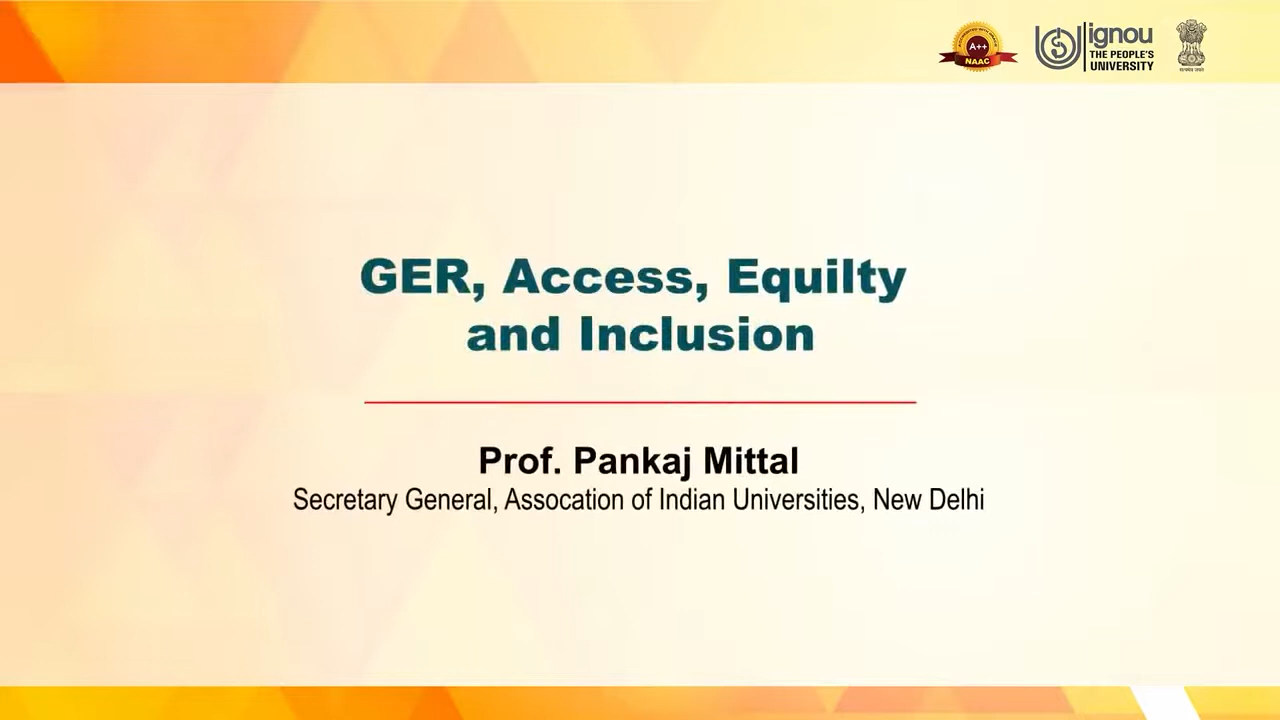 A++
NAAC
ignou
THE PEOPLE'S
UNIVERSITY
GER, Access, Equilty
and Inclusion
Prof. Pankaj Mittal
Secretary General, Assocation of Indian Universities, New Delhi